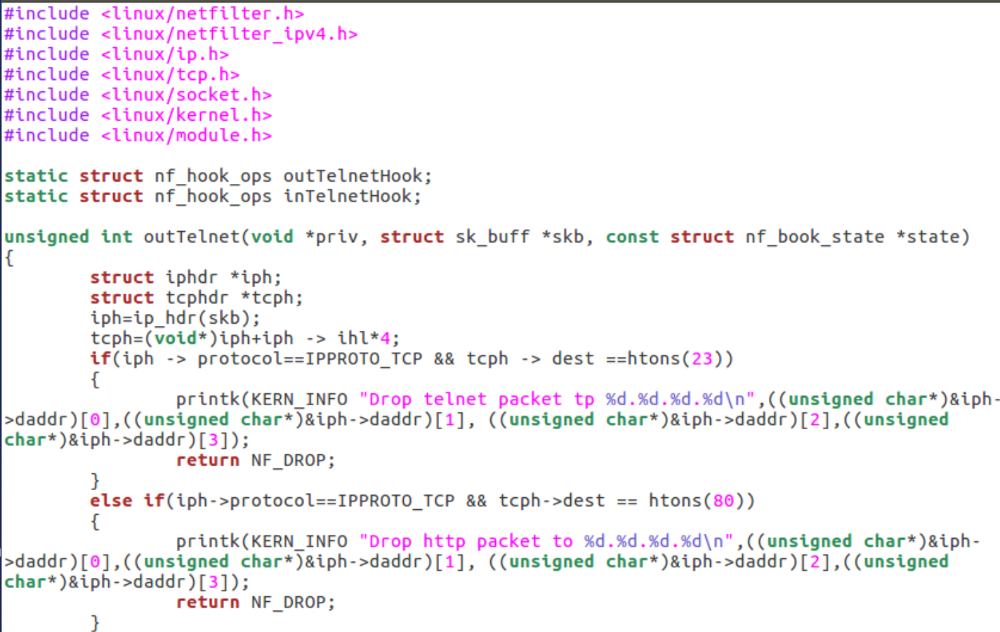 #include <linux/netfilter.h>
#include <linux/netfilter_ipv4.h>
#include <linux/ip.h>
#include <linux/tcp.h>
#include <linux/socket.h>
#include <linux/kernel.h>
#include <linux/module.h>

static struct nf_hook_ops outTelnetHook;
static struct nf_hook_ops inTelnetHook;

unsigned int outTelnet(void *priv, struct sk_buff *skb, const struct nf_book_state *state)
{
        struct iphdr *iph;
        struct tcphdr *tcph;
        iph=ip_hdr(skb);
        tcph=(void*)iph+iph -> ihl*4;
        if(iph -> protocol==IPPROTO_TCP && tcph -> dest ==htons(23))
        {
                printk(KERN_INFO "Drop telnet packet tp %d.%d.%d.%d\n",((unsigned char*)&iph-
>daddr)[0],((unsigned char*)&iph->daddr)[1], ((unsigned char*)&iph->daddr)[2],((unsigned
char*)&iph->daddr)[3]);
                return NF_DROP;
        }
        else if(iph->protocol==IPPROTO_TCP && tcph->dest == htons(80))
        {
                printk(KERN_INFO "Drop http packet to %d.%d.%d.%d\n",((unsigned char*)&iph-
>daddr)[0],((unsigned char*)&iph->daddr)[1], ((unsigned char*)&iph->daddr)[2],((unsigned
char*)&iph->daddr)[3]);
                return NF_DROP;
        }